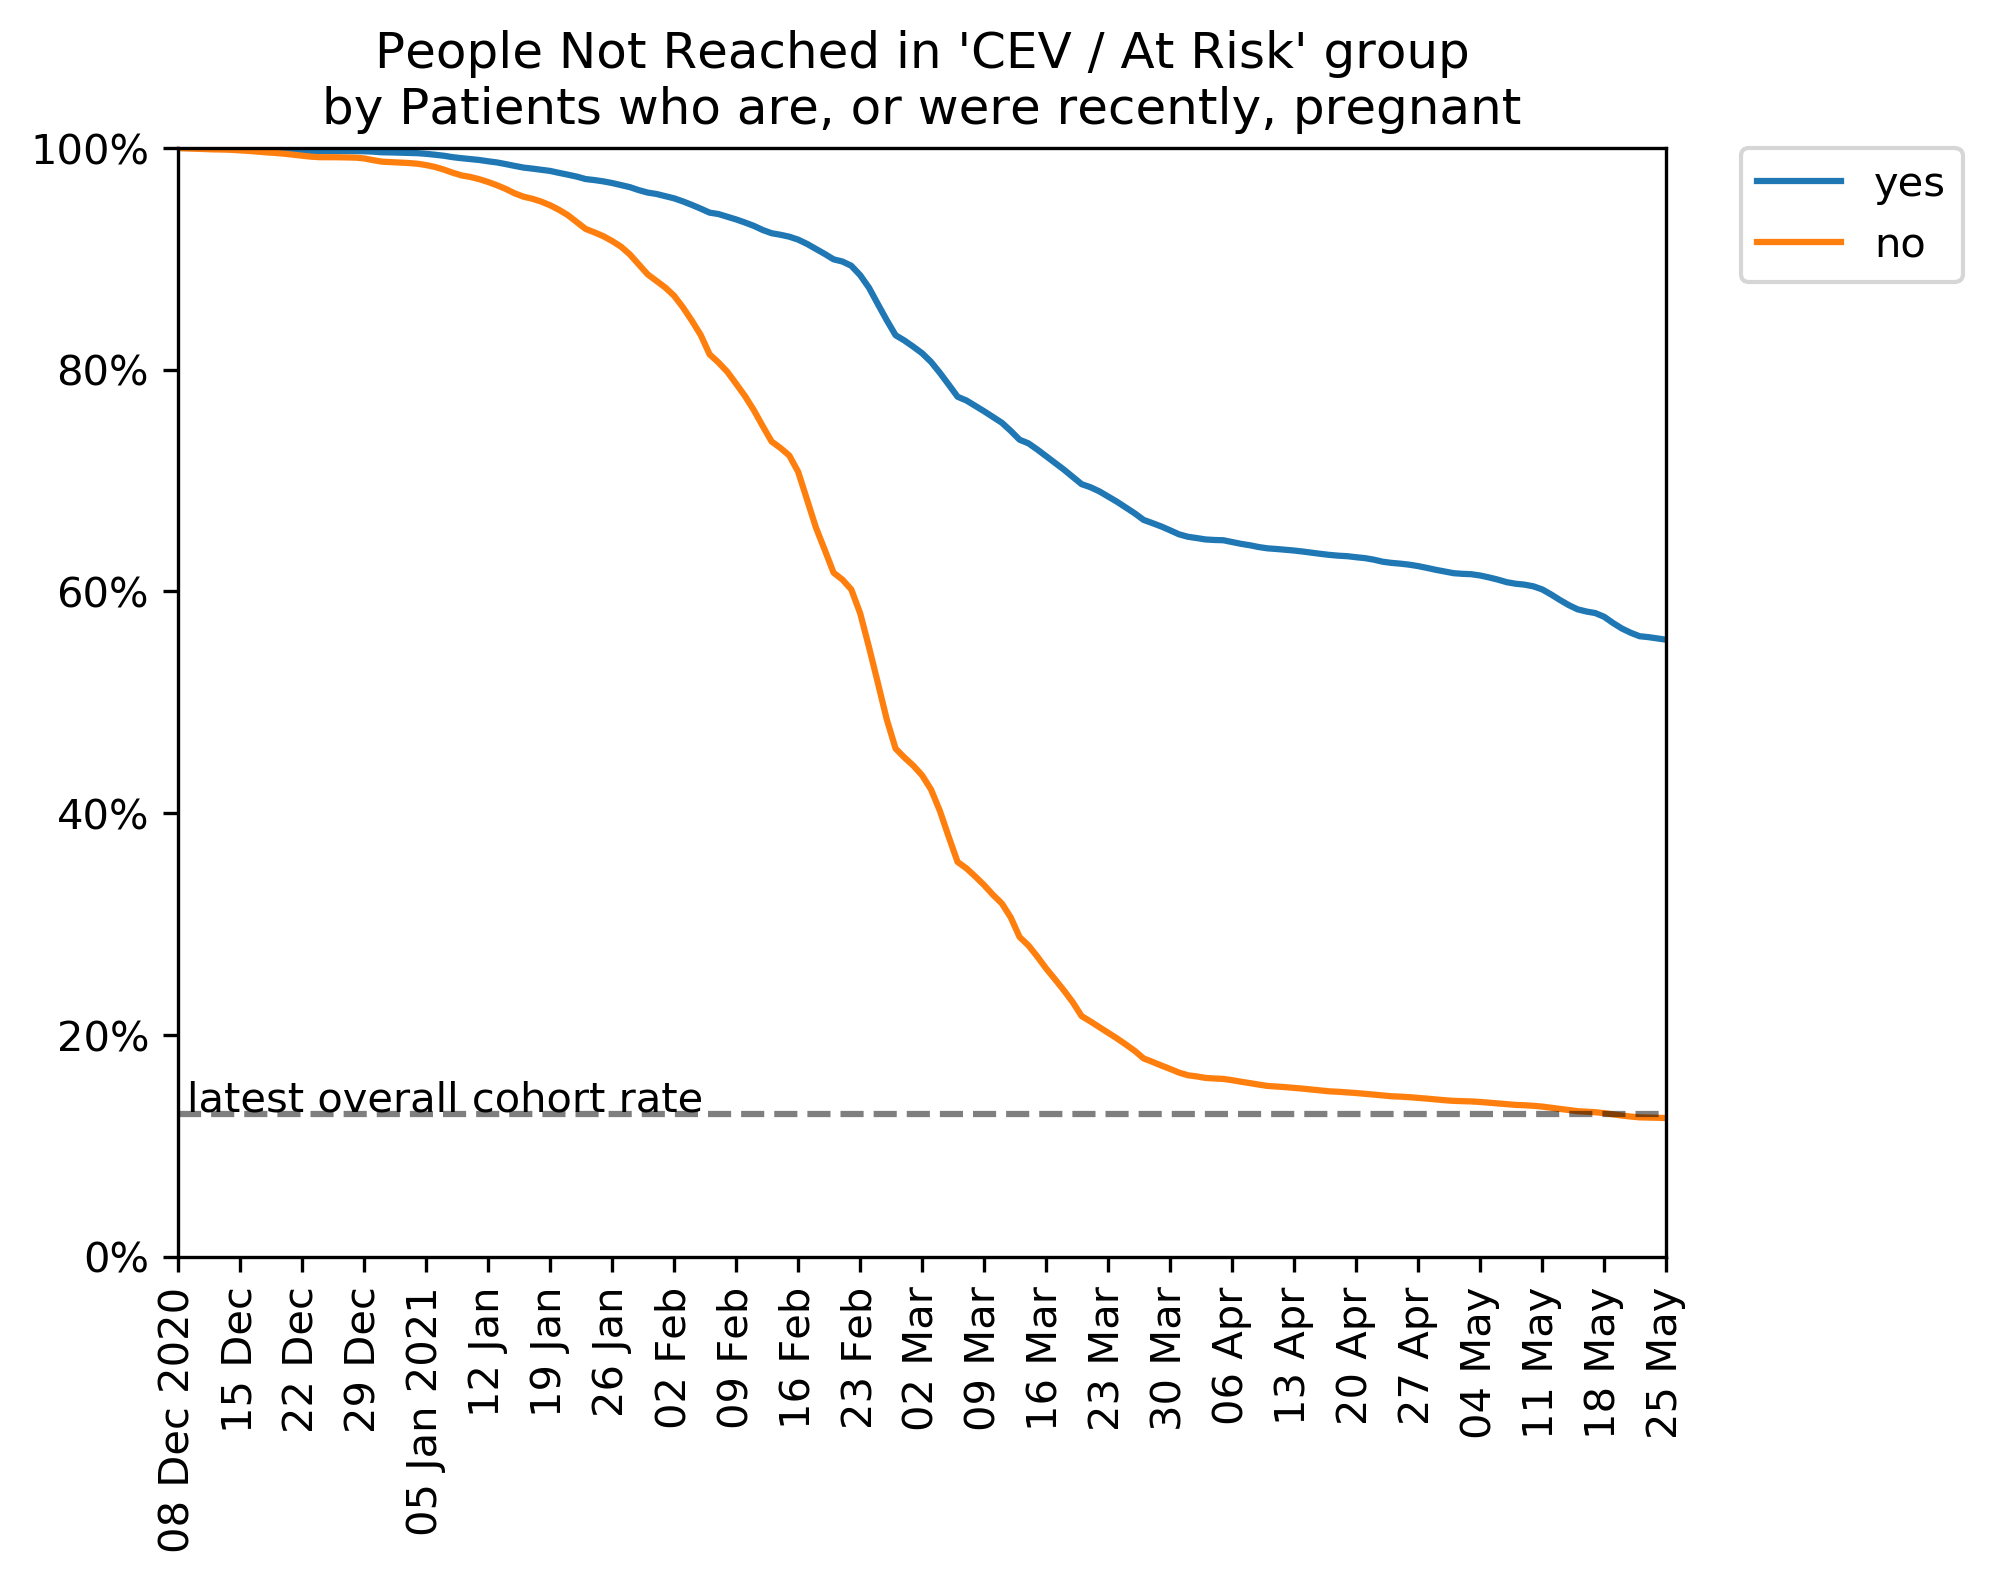 People Not Reached in 'CEV / At Risk' group
by Patients who are, or were recently, pregnant
100%
80%
60%
40%
20%
0%
latest overall cohort rate
yes
no
08 Dec 2020
15 Dec
22 Dec
29 Dec
05 Jan 2021
12 Jan
19 Jan
26 Jan
02 Feb
09 Feb
16 Feb
23 Feb
02 Mar
09 Mar
16 Mar
23 Mar
30 Mar
06 Apr
13 Apr
20 Apr
27 Apr
04 May
11 May
18 May
25 May